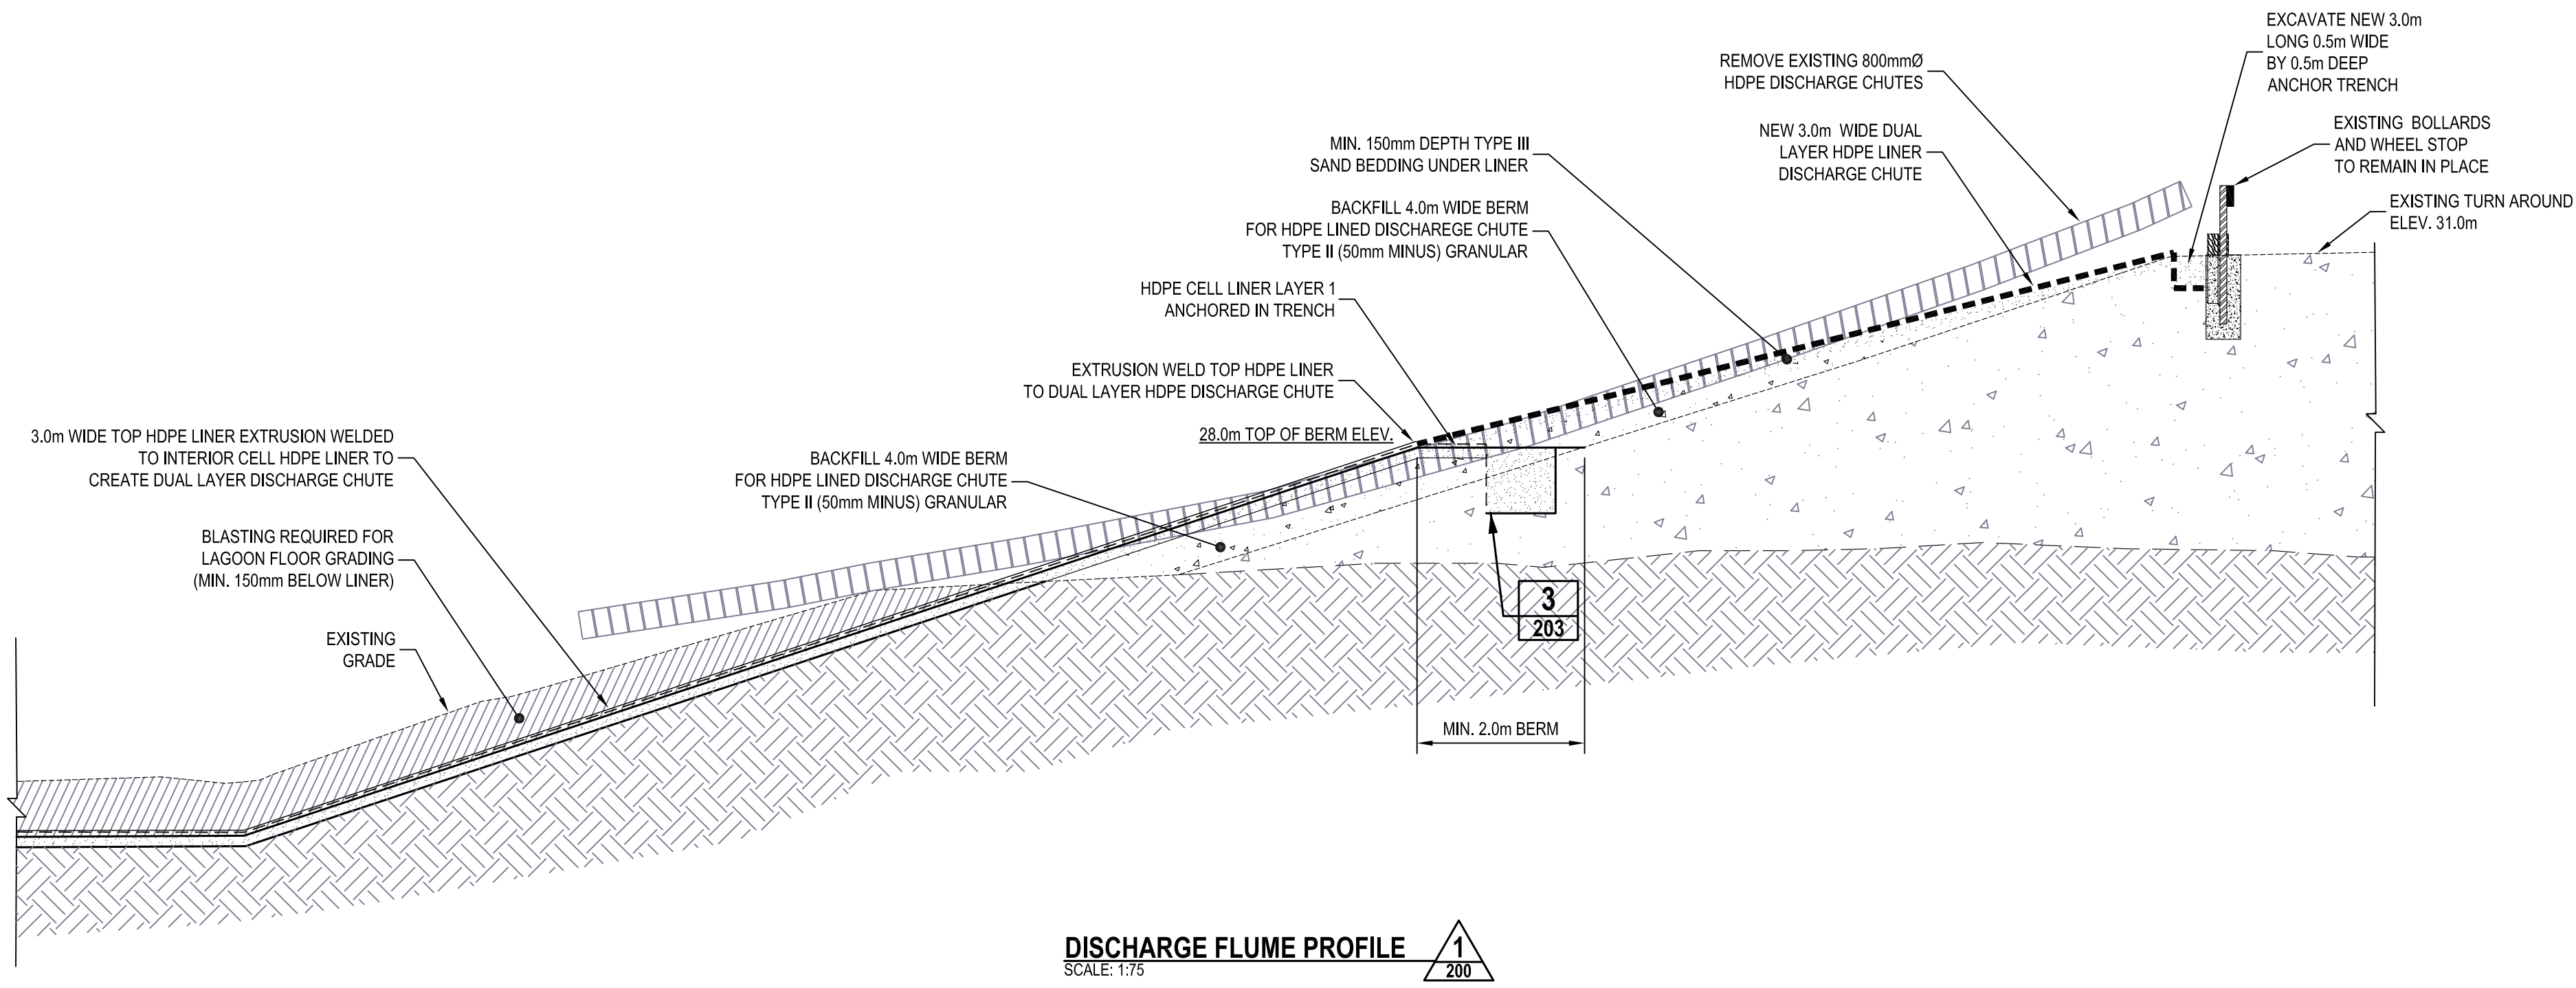 EXCAVATE NEW 3.0m
LONG 0.5m WIDE
BY 0.5m DEEP
ANCHOR TRENCH
REMOVE EXISTING 800mmØ
HDPE DISCHARGE CHUTES
EXISTING BOLLARDS
AND WHEEL STOP
TO REMAIN IN PLACE
NEW 3.0m WIDE DUAL
LAYER HDPE LINER
DISCHARGE CHUTE
MIN. 150mm DEPTH TYPE III
SAND BEDDING UNDER LINER
EXISTING TURN AROUND
ELEV. 31.0m
BACKFILL 4.0m WIDE BERM
FOR HDPE LINED DISCHAREGE CHUTE
TYPE II (50mm MINUS) GRANULAR
HDPE CELL LINER LAYER 1
ANCHORED IN TRENCH
EXTRUSION WELD TOP HDPE LINER
TO DUAL LAYER HDPE DISCHARGE CHUTE
28.0m TOP OF BERM ELEV.
3.0m WIDE TOP HDPE LINER EXTRUSION WELDED
TO INTERIOR CELL HDPE LINER TO
CREATE DUAL LAYER DISCHARGE CHUTE
BACKFILL 4.0m WIDE BERM
FOR HDPE LINED DISCHARGE CHUTE
TYPE II (50mm MINUS) GRANULAR
BLASTING REQUIRED FOR
LAGOON FLOOR GRADING
(MIN. 150mm BELOW LINER)
EXISTING
GRADE
3
203
MIN. 2.0m BERM
DISCHARGE FLUME PROFILE
SCALE: 1:75
1
200